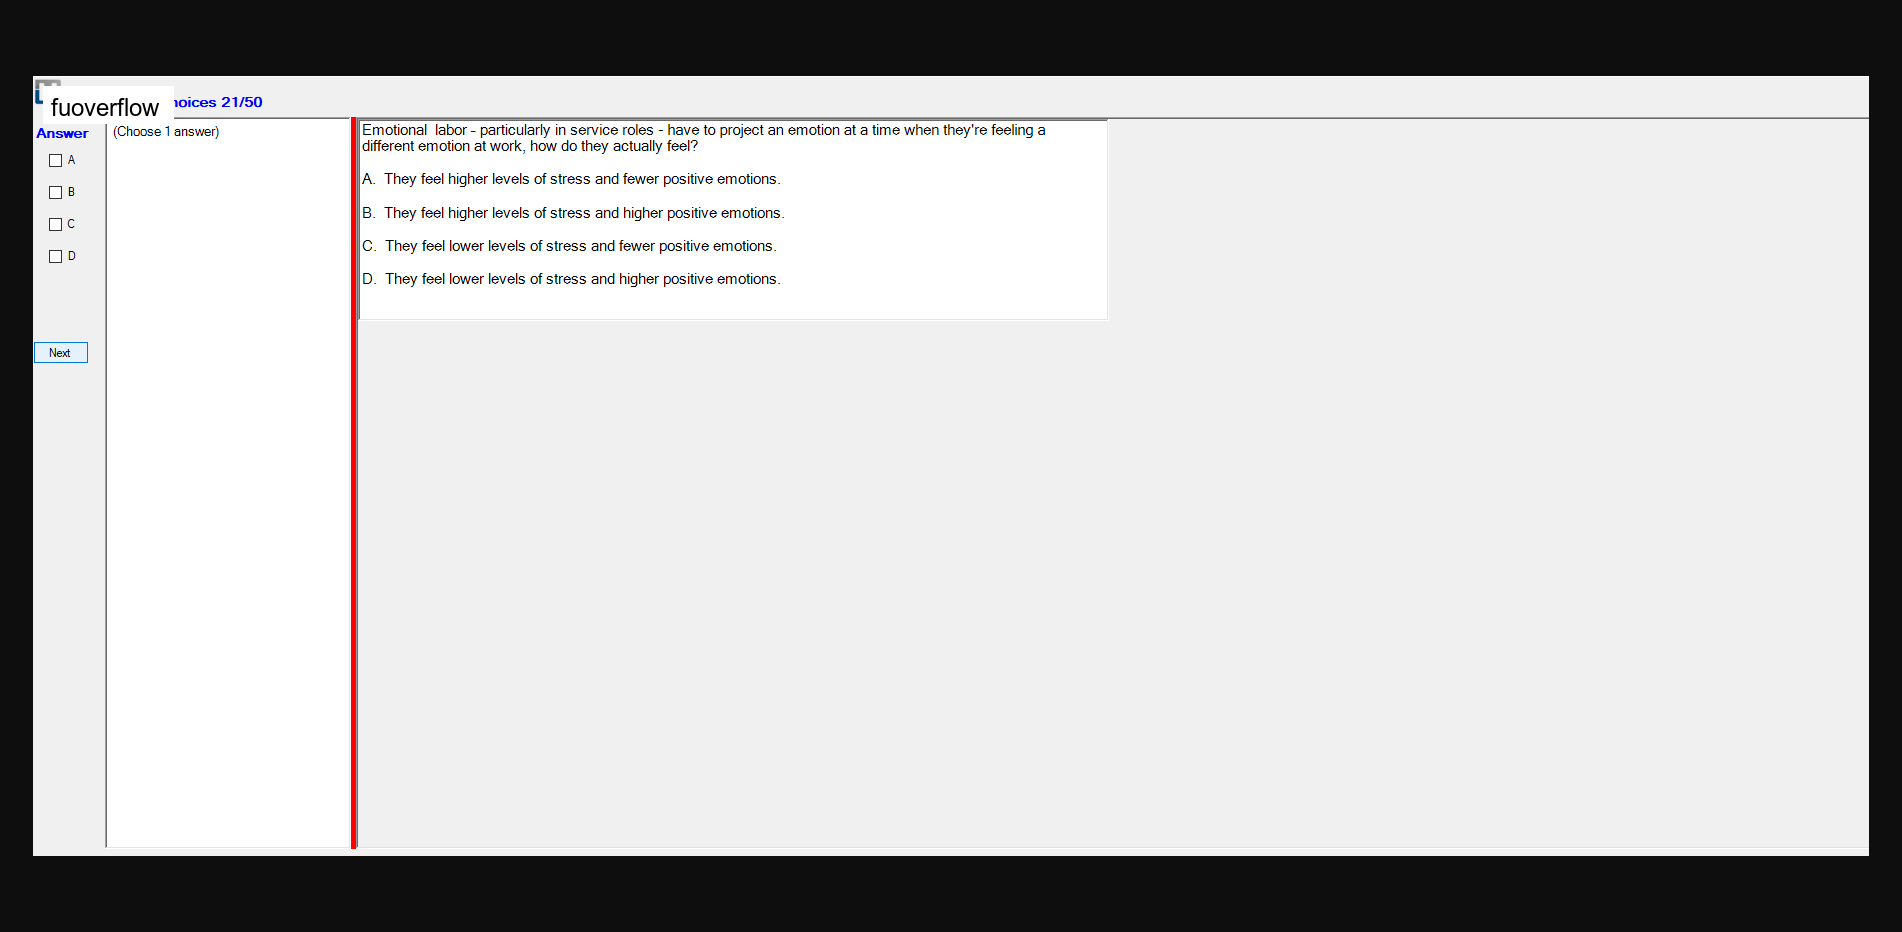 fuoverflow
hoices 21/50
Answer
(Choose 1 answer)
A
B
C
D
Next
Emotional  labor - particularly in service roles - have to project an emotion at a time when they're feeling a
different emotion at work, how do they actually feel?
A.  They feel higher levels of stress and fewer positive emotions.
B.  They feel higher levels of stress and higher positive emotions.
C.  They feel lower levels of stress and fewer positive emotions.
D.  They feel lower levels of stress and higher positive emotions.